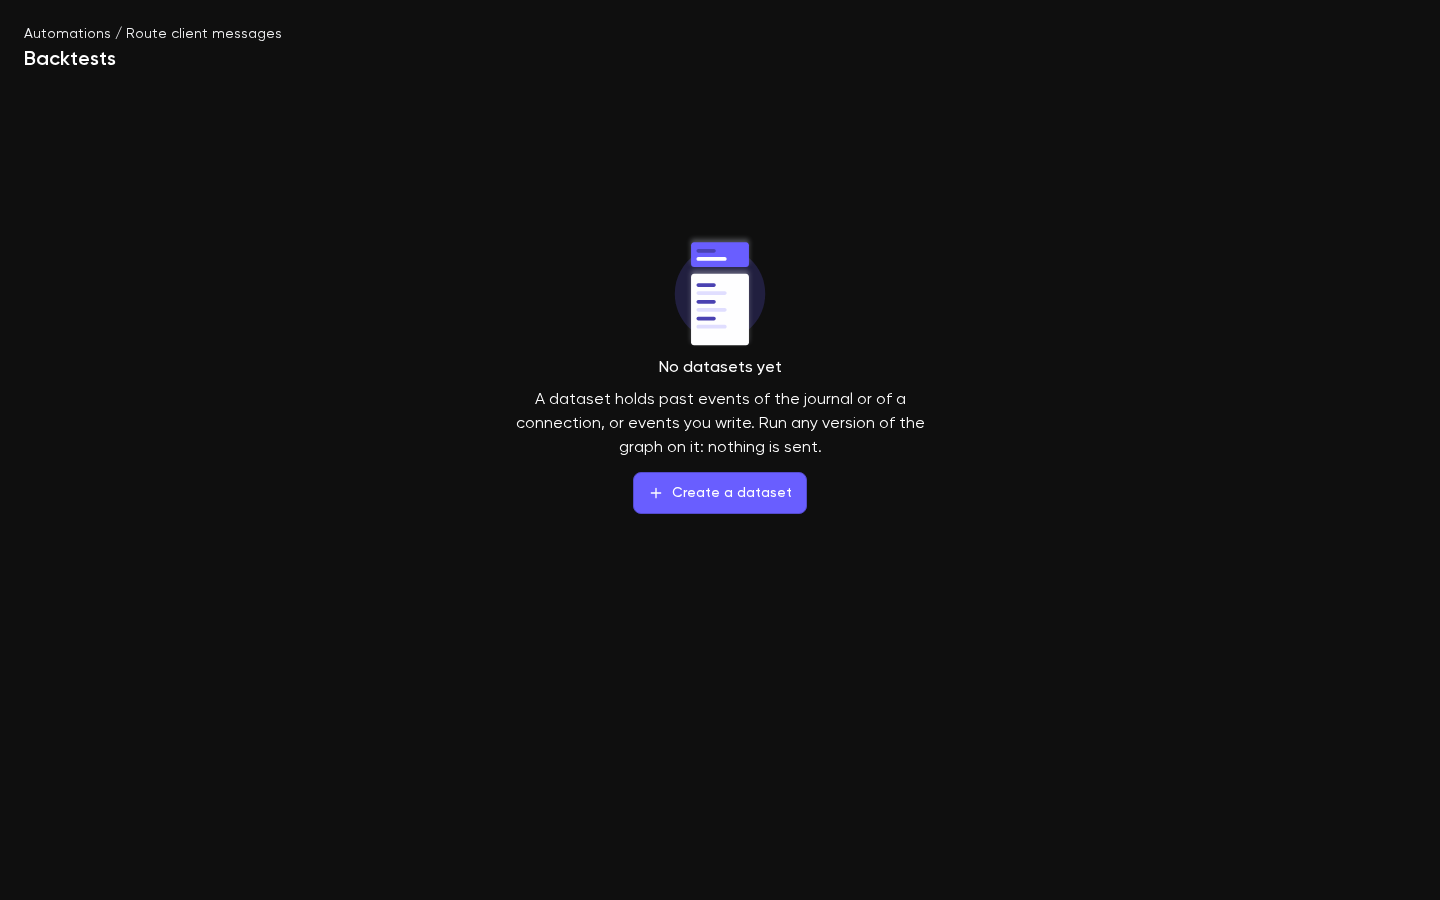 Automations / Route client messages
Backtests
No datasets yet
A dataset holds past events of the journal or of a
connection, or events you write. Run any version of the
graph on it: nothing is sent.
Create a dataset